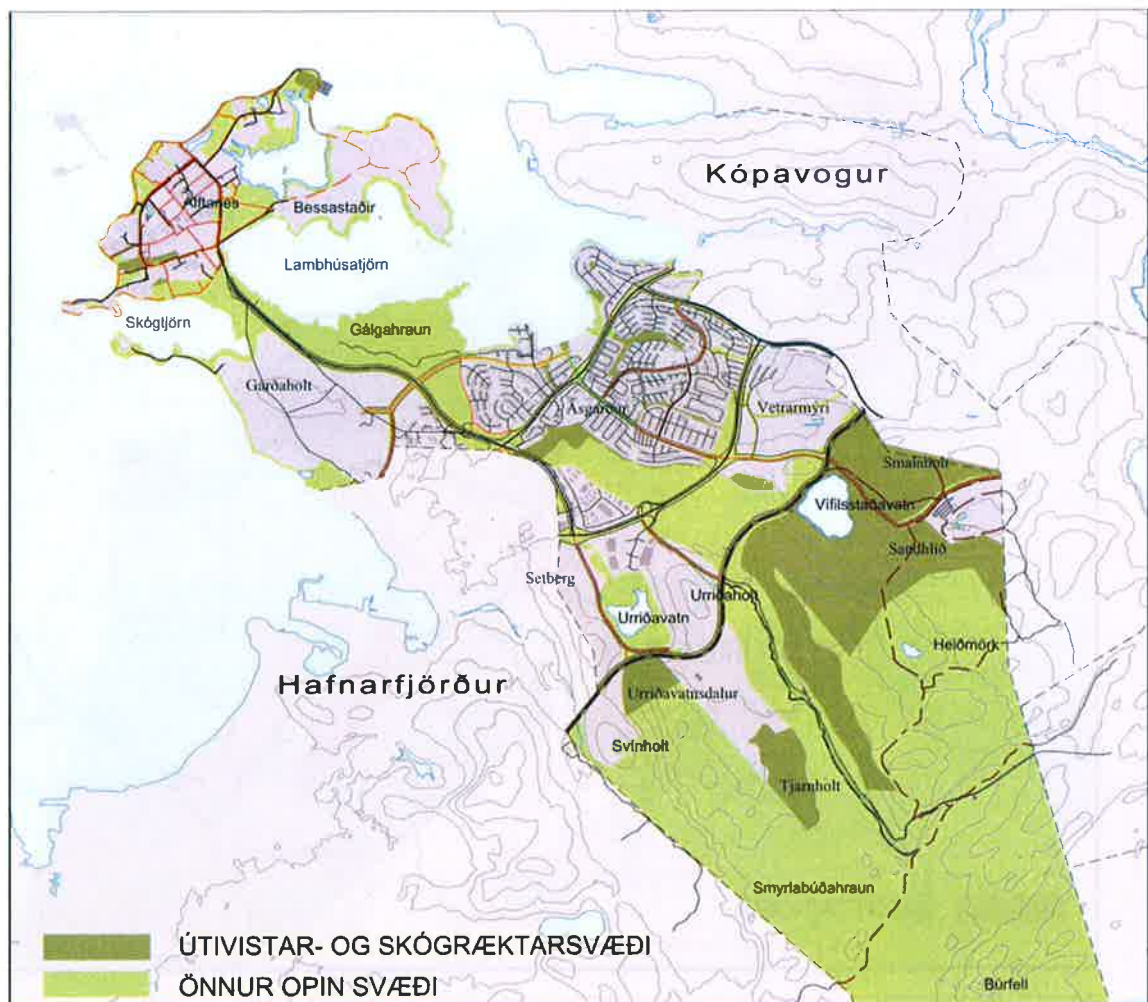 Kópavogur
Álftanes
Bessastaðir
Lambhúsatjörn
Skógtjörn
Gálgahraun
Garðaholt
Ásgarður
Vetrarmýri
Smalaholt
Vífilsstaðavatn
Sandahlíð
Setberg
Urriðaholt
Urriðavatn
Heiðmörk
Hafnarfjörður
Urriðavatnsdalur
Svínholt
Tjarnholt
Smyrlabúðahraun
ÚTIVISTAR- OG SKÓGRÆKTARSVÆÐI
ÖNNUR OPIN SVÆÐI
Búrfell